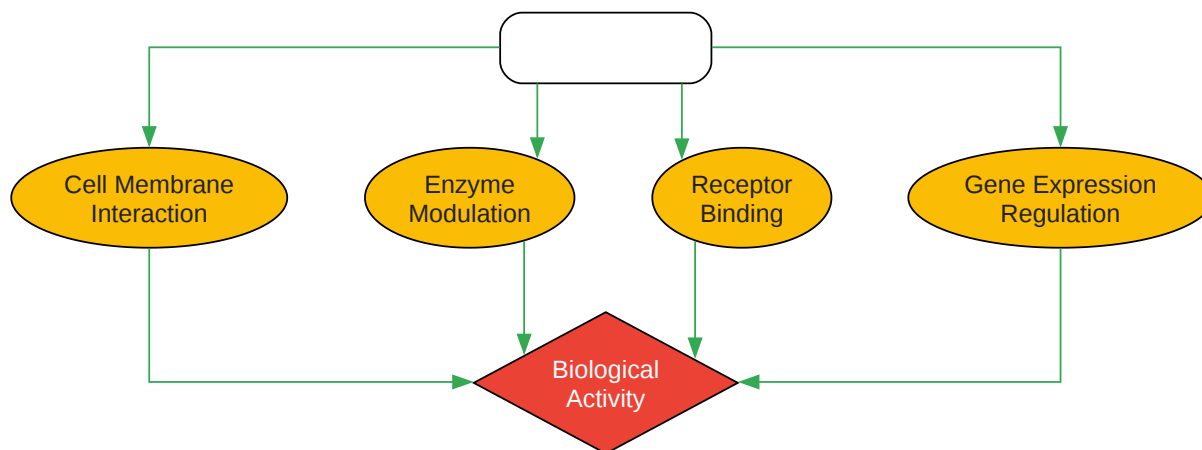 Cell Membrane
Interaction
Enzyme
Modulation
Receptor
Binding
Gene Expression
Regulation
Biological
Activity